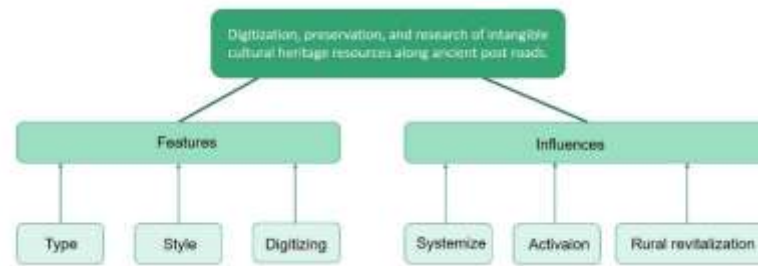 Digitization, preservation, and research of intangible
cultural heritage resources along ancient post roads.
Features
Influences
Type
Style
Digitizing
Systemize
Activaion
Rural revitalization